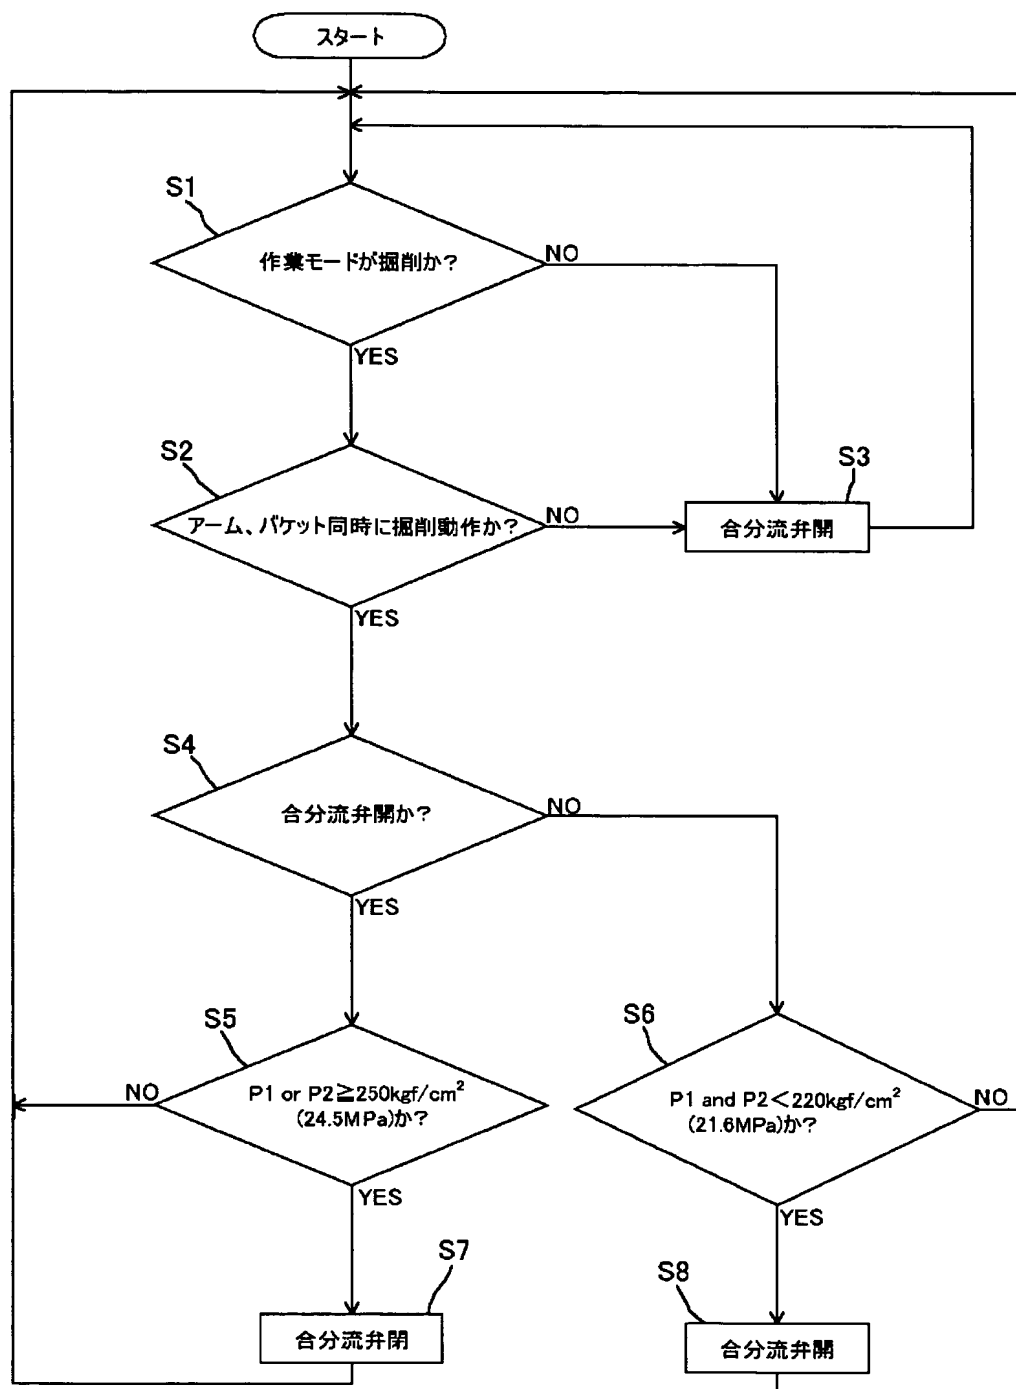 スタート
S1
作業モードが掘削か?
NO
YES
S2
アーム、バケット同時に掘削動作か?
NO
S3
合分流弁開
YES
S4
合分流弁開か?
NO
YES
S5
P1 or P2≧250kgf/cm²
(24.5MPa)か?
NO
YES
S6
P1 and P2<220kgf/cm²
(21.6MPa)か?
NO
YES
S7
合分流弁閉
S8
合分流弁開